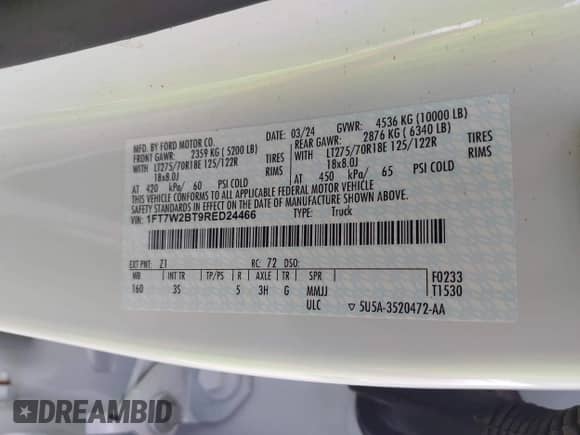 MFD. BY FORD MOTOR CO.
DATE: 03/24
GVWR: 4536 KG (10000 LB)
FRONT GAWR: 2359 KG ( 5200 LB)
REAR GAWR: 2876 KG ( 6340 LB)
WITH LT275/70R18E 125/122R TIRES
WITH LT275/70R18E 125/122R TIRES
18x8.0J RIMS
18x8.0J RIMS
AT 420 kPa/ 60 PSI COLD
AT 450 kPa/ 65 PSI COLD
THIS VEHICLE CONFORMS TO ALL APPLICABLE FEDERAL MOTOR VEHICLE
SAFETY STANDARDS IN EFFECT ON THE DATE OF MANUFACTURE SHOWN ABOVE.
VIN: 1FT7W2BT9RED24466
TYPE: Truck
EXT PNT: Z1 RC: 72 DSO:
WB INT TR TP/PS R AXLE TR SPR
160 3S 5 3H G MMJJ
F0233
T1530
ULC ▽ 5U5A-3520472-AA
DREAMBID